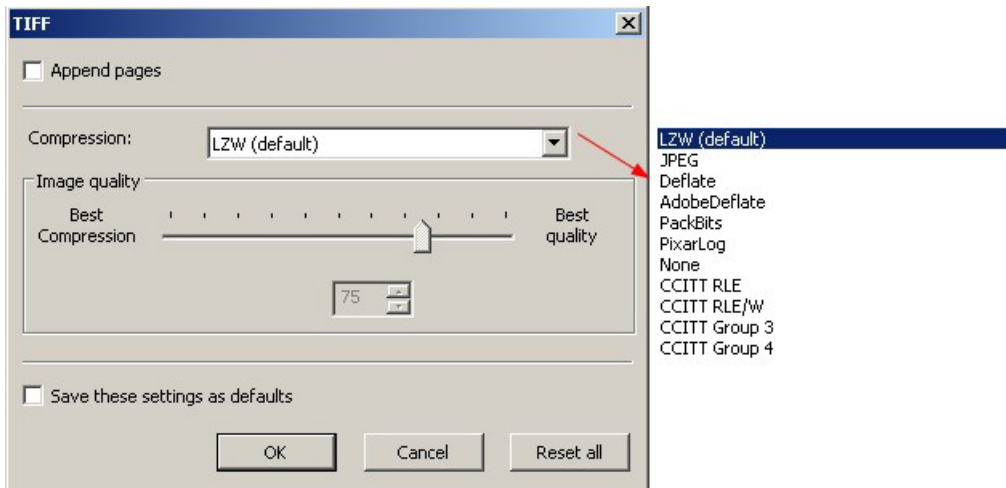 TIFF
Append pages
Compression:
LZW (default)
Image quality
Best Compression
Best quality
75
Save these settings as defaults
OK
Cancel
Reset all
LZW (default)
JPEG
Deflate
AdobeDeflate
PackBits
PixarLog
None
CCITT RLE
CCITT RLE/W
CCITT Group 3
CCITT Group 4